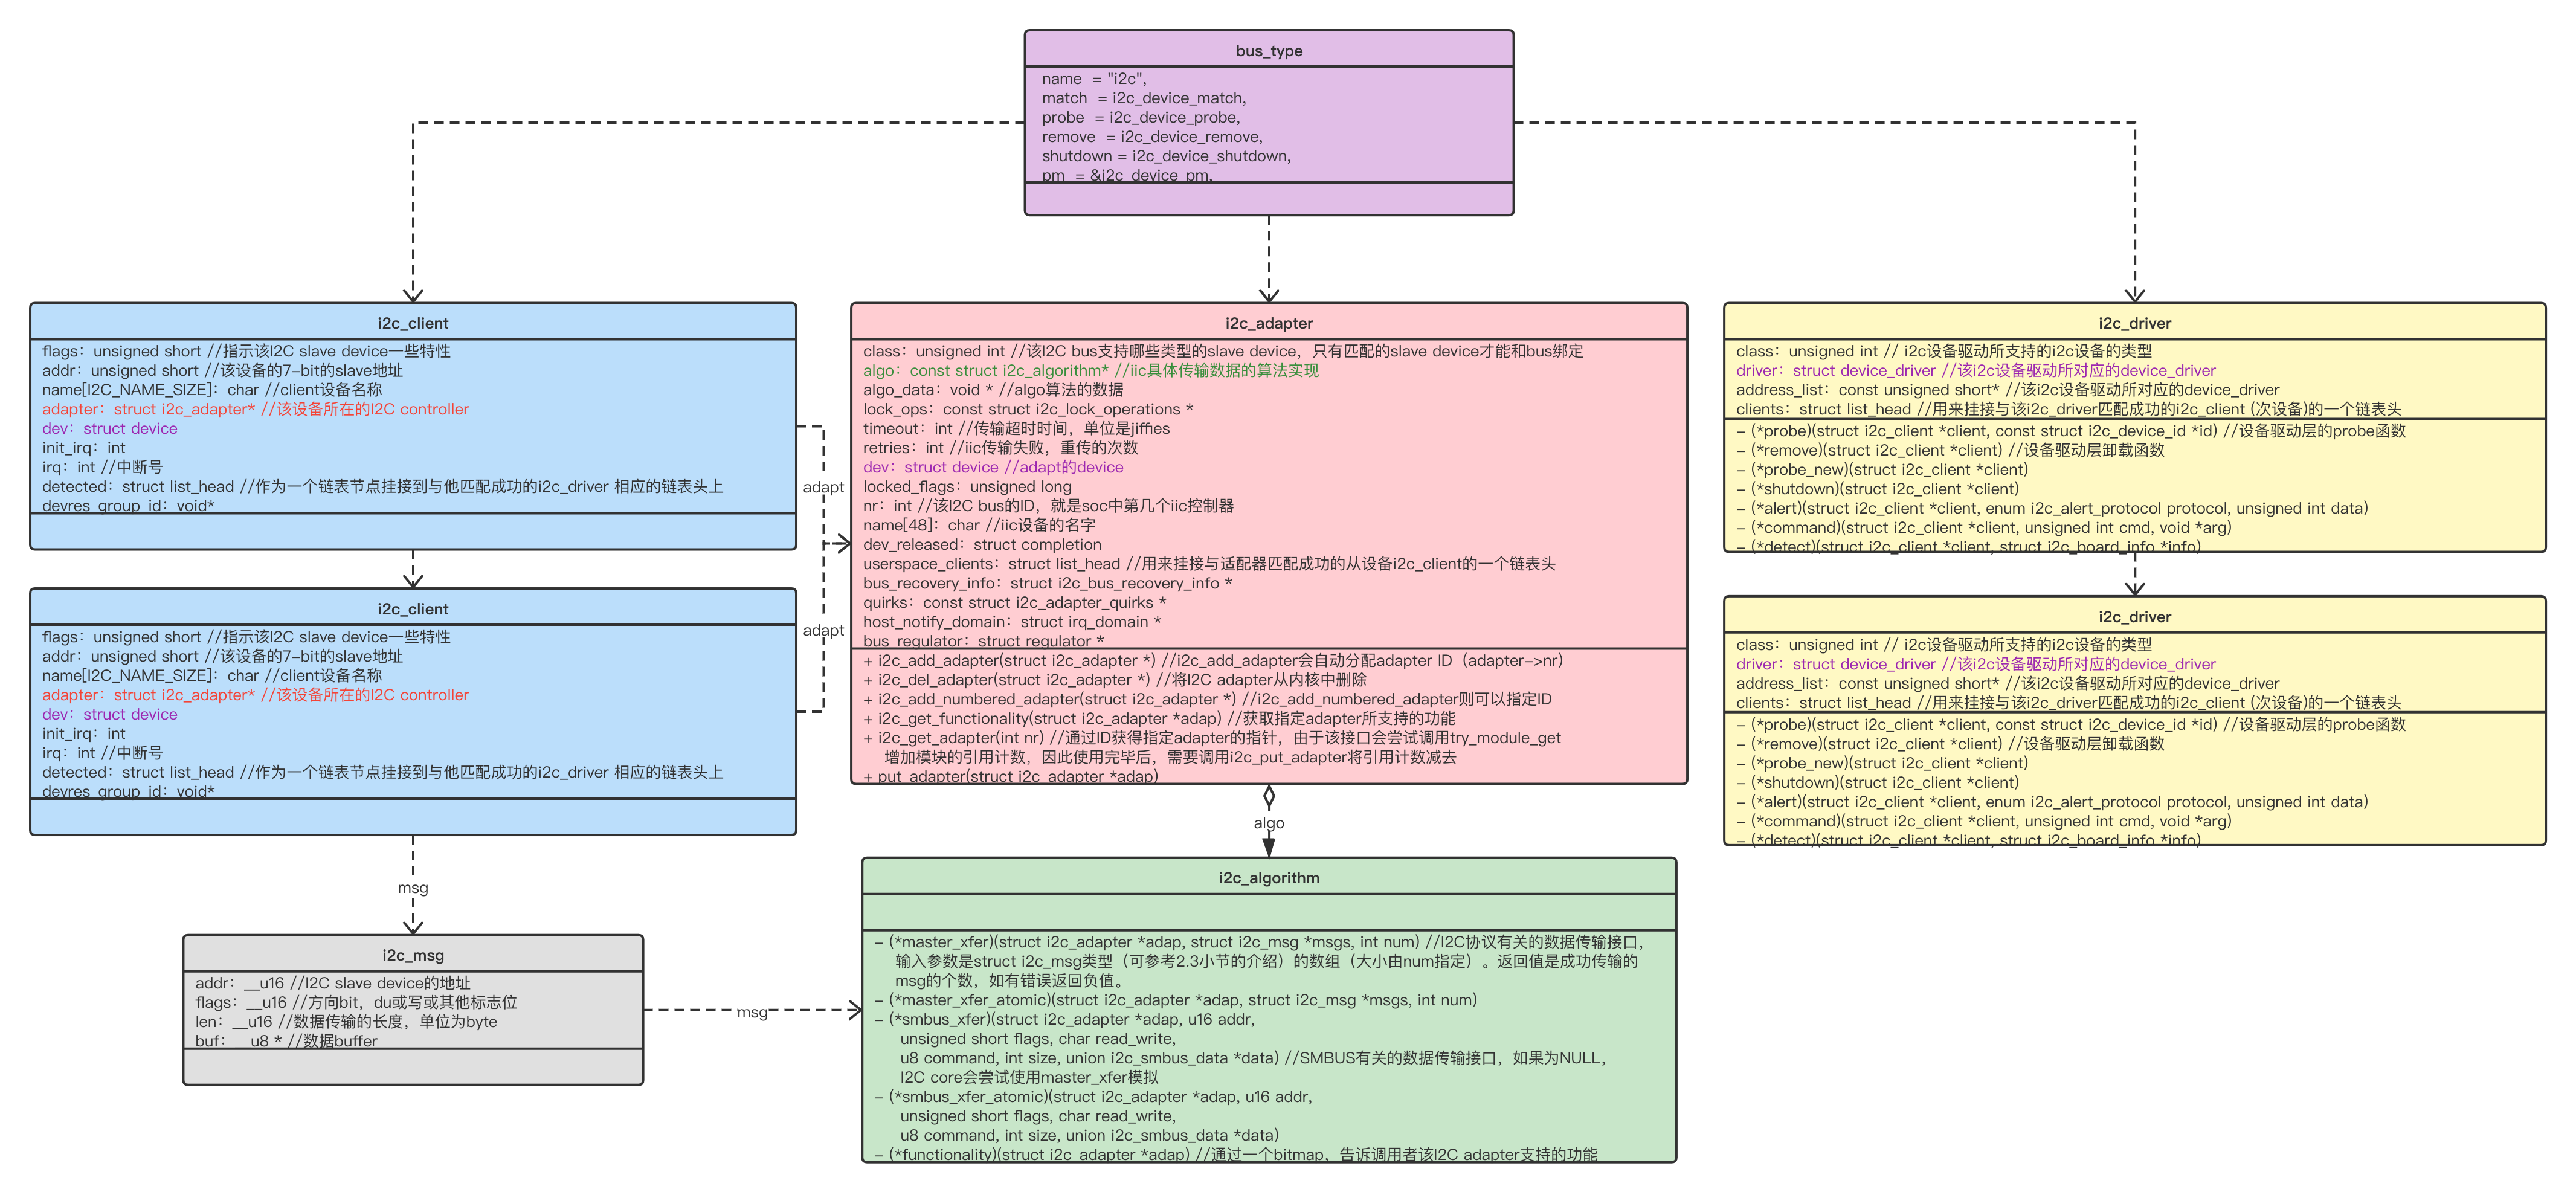 bus_type
name  = "i2c",
match  = i2c_device_match,
probe  = i2c_device_probe,
remove  = i2c_device_remove,
shutdown = i2c_device_shutdown,
pm  = &i2c_device_pm,
i2c_client
flags：unsigned short //指示该I2C slave device一些特性
addr：unsigned short //该设备的7-bit的slave地址
name[I2C_NAME_SIZE]：char //client设备名称
adapter：struct i2c_adapter* //该设备所在的I2C controller
dev：struct device
init_irq：int
irq：int //中断号
detected：struct list_head //作为一个链表节点挂接到与他匹配成功的i2c_driver 相应的链表头上
devres_group_id：void*
adapt
i2c_client
flags：unsigned short //指示该I2C slave device一些特性
addr：unsigned short //该设备的7-bit的slave地址
name[I2C_NAME_SIZE]：char //client设备名称
adapter：struct i2c_adapter* //该设备所在的I2C controller
dev：struct device
init_irq：int
irq：int //中断号
detected：struct list_head //作为一个链表节点挂接到与他匹配成功的i2c_driver 相应的链表头上
devres_group_id：void*
adapt
msg
i2c_msg
addr：__u16 //I2C slave device的地址
flags：__u16 //方向bit，du或写或其他标志位
len：__u16 //数据传输的长度，单位为byte
buf：__u8 * //数据buffer
msg
i2c_adapter
class：unsigned int //该I2C bus支持哪些类型的slave device，只有匹配的slave device才能和bus绑定
algo：const struct i2c_algorithm* //iic具体传输数据的算法实现
algo_data：void * //algo算法的数据
lock_ops：const struct i2c_lock_operations *
timeout：int //传输超时时间，单位是jiffies
retries：int //iic传输失败，重传的次数
dev：struct device //adapt的device
locked_flags：unsigned long
nr：int //该I2C bus的ID，就是soc中第几个iic控制器
name[48]：char //iic设备的名字
dev_released：struct completion
userspace_clients：struct list_head //用来挂接与适配器匹配成功的从设备i2c_client的一个链表头
bus_recovery_info：struct i2c_bus_recovery_info *
quirks：const struct i2c_adapter_quirks *
host_notify_domain：struct irq_domain *
bus_regulator：struct regulator *
+ i2c_add_adapter(struct i2c_adapter *) //i2c_add_adapter会自动分配adapter ID（adapter->nr）
+ i2c_del_adapter(struct i2c_adapter *) //将I2C adapter从内核中删除
+ i2c_add_numbered_adapter(struct i2c_adapter *) //i2c_add_numbered_adapter则可以指定ID
+ i2c_get_functionality(struct i2c_adapter *adap) //获取指定adapter所支持的功能
+ i2c_get_adapter(int nr) //通过ID获得指定adapter的指针，由于该接口会尝试调用try_module_get
增加模块的引用计数，因此使用完毕后，需要调用i2c_put_adapter将引用计数减去
+ put_adapter(struct i2c_adapter *adap)
algo
i2c_algorithm
- (*master_xfer)(struct i2c_adapter *adap, struct i2c_msg *msgs, int num) //I2C协议有关的数据传输接口，
输入参数是struct i2c_msg类型（可参考2.3小节的介绍）的数组（大小由num指定）。返回值是成功传输的
msg的个数，如有错误返回负值。
- (*master_xfer_atomic)(struct i2c_adapter *adap, struct i2c_msg *msgs, int num)
- (*smbus_xfer)(struct i2c_adapter *adap, u16 addr,
unsigned short flags, char read_write,
u8 command, int size, union i2c_smbus_data *data) //SMBUS有关的数据传输接口，如果为NULL，
I2C core会尝试使用master_xfer模拟
- (*smbus_xfer_atomic)(struct i2c_adapter *adap, u16 addr,
unsigned short flags, char read_write,
u8 command, int size, union i2c_smbus_data *data)
- (*functionality)(struct i2c_adapter *adap) //通过一个bitmap，告诉调用者该I2C adapter支持的功能
i2c_driver
class：unsigned int // i2c设备驱动所支持的i2c设备的类型
driver：struct device_driver //该i2c设备驱动所对应的device_driver
address_list：const unsigned short* //该i2c设备驱动所对应的device_driver
clients：struct list_head //用来挂接与该i2c_driver匹配成功的i2c_client (次设备)的一个链表头
- (*probe)(struct i2c_client *client, const struct i2c_device_id *id) //设备驱动层的probe函数
- (*remove)(struct i2c_client *client) //设备驱动层卸载函数
- (*probe_new)(struct i2c_client *client)
- (*shutdown)(struct i2c_client *client)
- (*alert)(struct i2c_client *client, enum i2c_alert_protocol protocol, unsigned int data)
- (*command)(struct i2c_client *client, unsigned int cmd, void *arg)
- (*detect)(struct i2c_client *client, struct i2c_board_info *info)
i2c_driver
class：unsigned int // i2c设备驱动所支持的i2c设备的类型
driver：struct device_driver //该i2c设备驱动所对应的device_driver
address_list：const unsigned short* //该i2c设备驱动所对应的device_driver
clients：struct list_head //用来挂接与该i2c_driver匹配成功的i2c_client (次设备)的一个链表头
- (*probe)(struct i2c_client *client, const struct i2c_device_id *id) //设备驱动层的probe函数
- (*remove)(struct i2c_client *client) //设备驱动层卸载函数
- (*probe_new)(struct i2c_client *client)
- (*shutdown)(struct i2c_client *client)
- (*alert)(struct i2c_client *client, enum i2c_alert_protocol protocol, unsigned int data)
- (*command)(struct i2c_client *client, unsigned int cmd, void *arg)
- (*detect)(struct i2c_client *client, struct i2c_board_info *info)